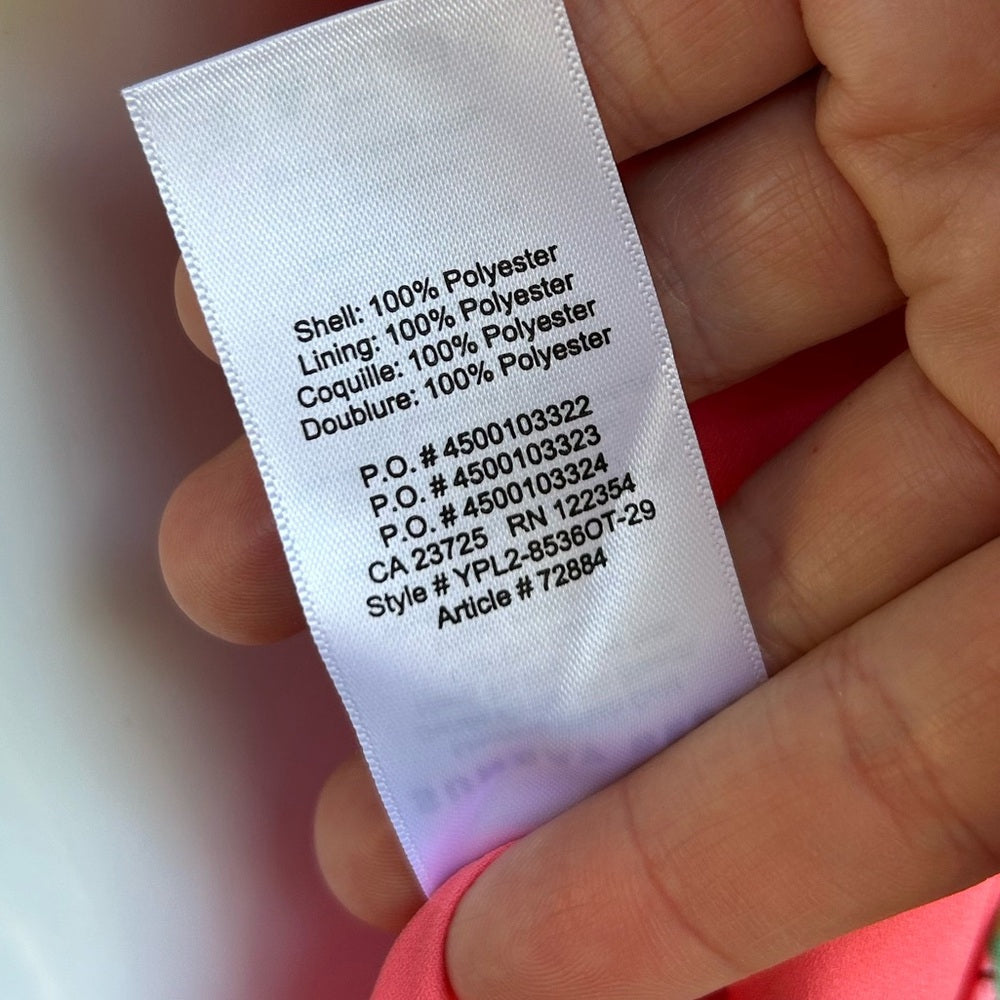 Shell: 100% Polyester
Lining: 100% Polyester
Coquille: 100% Polyester
Doublure: 100% Polyester
P.O. # 4500103322
P.O. # 4500103323
P.O. # 4500103324
CA 23725 RN 122354
Style # YPL2-8536OT-29
Article # 72884